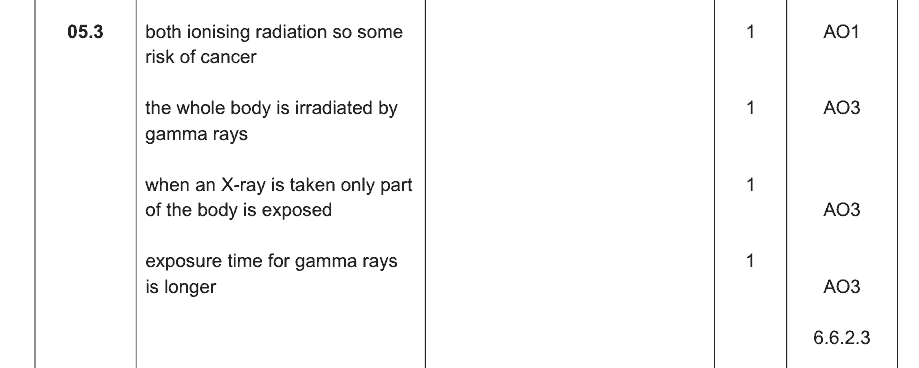 05.3 both ionising radiation so some 1 AO1
risk of cancer
the whole body is irradiated by 1 AO3
gamma rays
when an X-ray is taken only part 1
of the body is exposed AO3
exposure time for gamma rays 1
is longer AO3
6.6.2.3